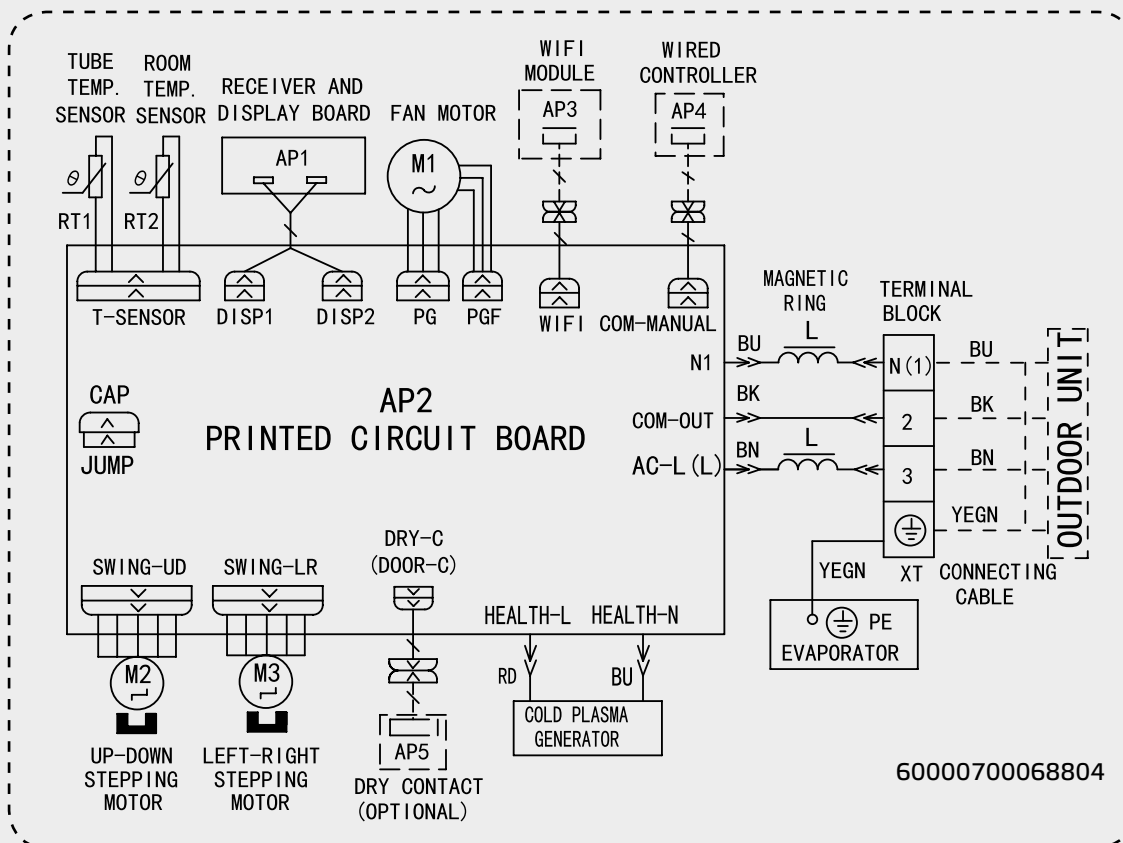 TUBE
TEMP.
SENSOR
ROOM
TEMP.
SENSOR
RECEIVER AND
DISPLAY BOARD
FAN MOTOR
WIFI
MODULE
WIRED
CONTROLLER
AP1
M1
AP3
AP4
θ
θ
RT1
RT2
T-SENSOR
DISP1
DISP2
PG
PGF
WIFI
COM-MANUAL
MAGNETIC
RING
TERMINAL
BLOCK
CAP
JUMP
AP2
PRINTED CIRCUIT BOARD
N1
BU
L
N(1)
BU
COM-OUT
BK
2
BK
AC-L(L)
BN
L
3
BN
YEGN
OUTDOOR UNIT
YEGN
XT
CONNECTING
CABLE
PE
EVAPORATOR
SWING-UD
SWING-LR
DRY-C
(DOOR-C)
HEALTH-L
HEALTH-N
M2
M3
RD
BU
COLD PLASMA
GENERATOR
AP5
UP-DOWN
STEPPING
MOTOR
LEFT-RIGHT
STEPPING
MOTOR
DRY CONTACT
(OPTIONAL)
60000700068804